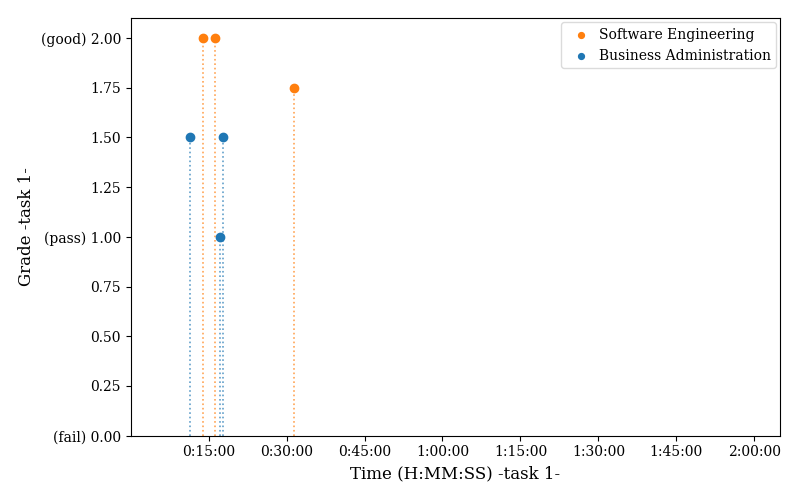 Software Engineering
Business Administration
(good) 2.00
1.75
1.50
1.25
(pass) 1.00
0.75
0.50
0.25
(fail) 0.00
Grade -task 1-
0:15:00 0:30:00 0:45:00 1:00:00 1:15:00 1:30:00 1:45:00 2:00:00
Time (H:MM:SS) -task 1-